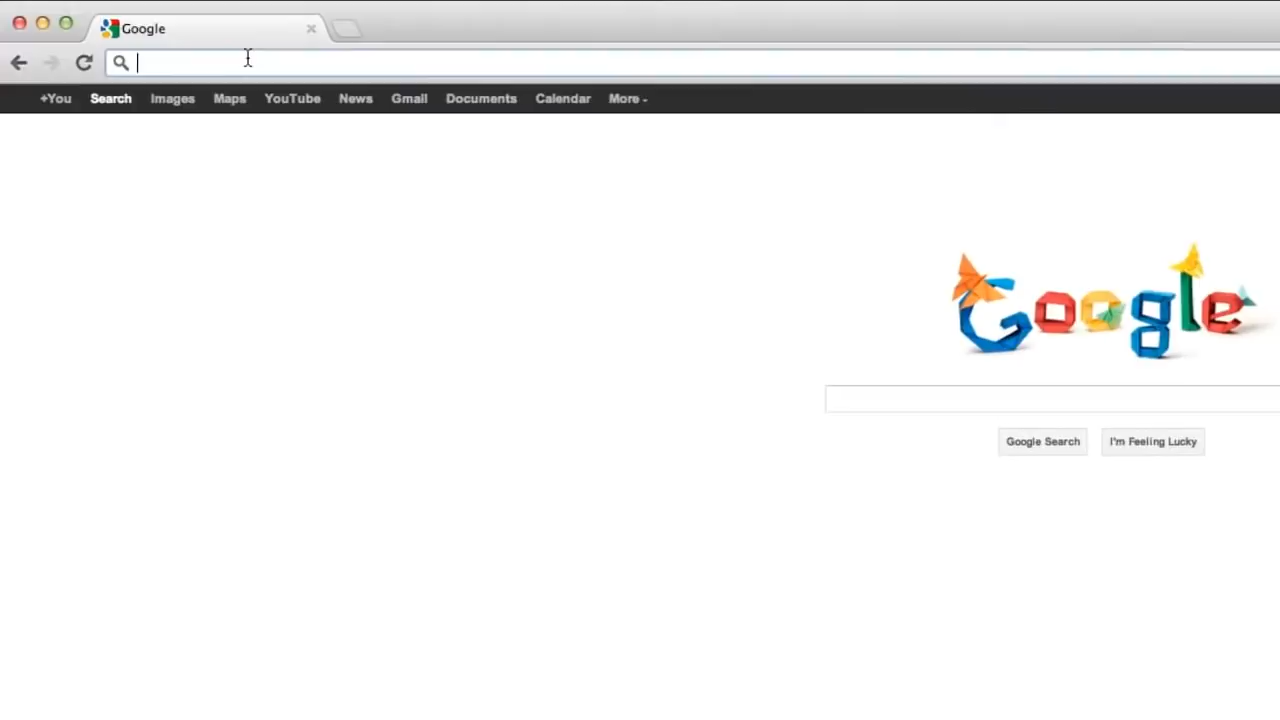 Google
+You Search Images Maps YouTube News Gmail Documents Calendar More
Google
Google Search I'm Feeling Lucky